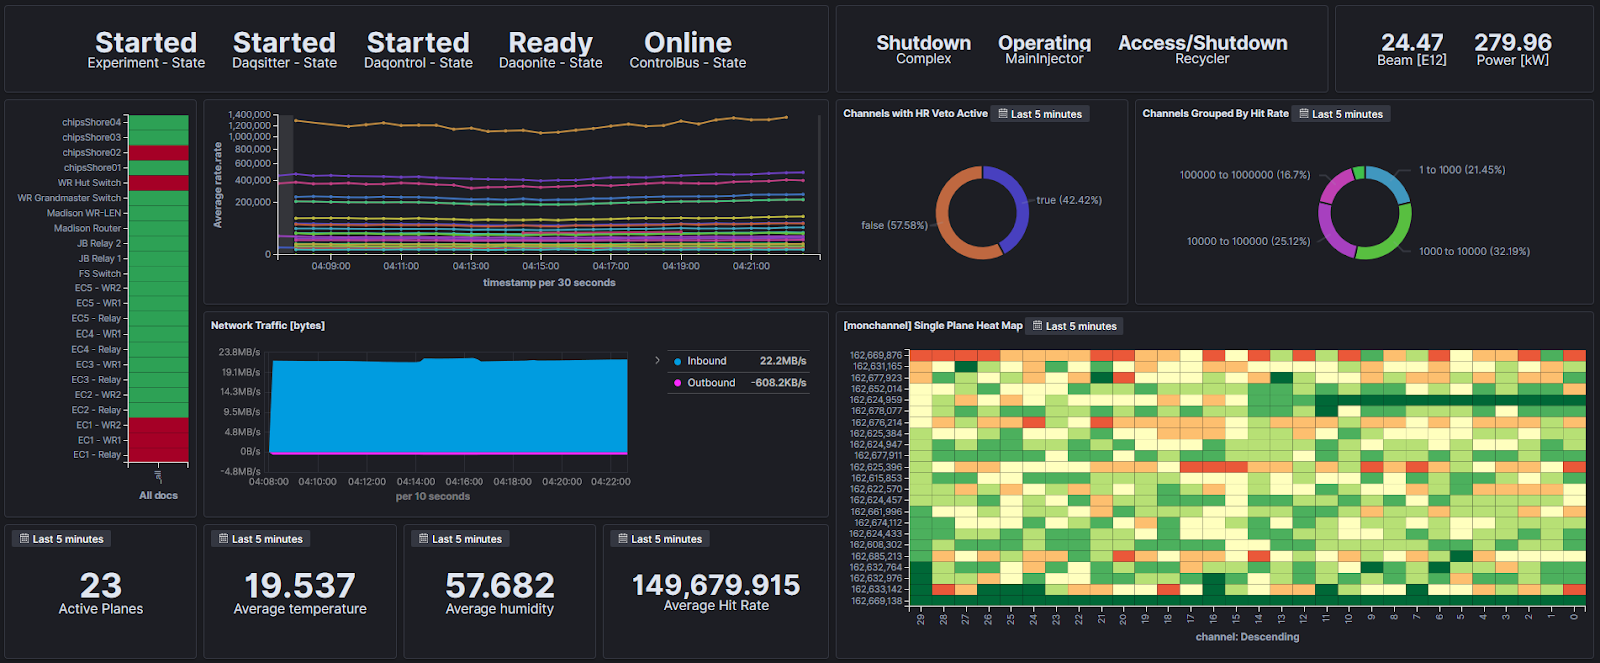 Started
Experiment - State
Started
Daqsitter - State
Started
Daqontrol - State
Ready
Daqonite - State
Online
ControlBus - State
Shutdown
Complex
Operating
MainInjector
Access/Shutdown
Recycler
24.47
Beam [E12]
279.96
Power [kW]
chipsShore04
chipsShore03
chipsShore02
chipsShore01
WR Hut Switch
WR Grandmaster Switch
Madison WR-LEN
Madison Router
JB Relay 2
JB Relay 1
FS Switch
EC5 - WR2
EC5 - WR1
EC5 - Relay
EC4 - WR1
EC4 - Relay
EC3 - WR1
EC3 - Relay
EC2 - WR2
EC2 - Relay
EC1 - WR2
EC1 - WR1
EC1 - Relay
All docs
Average rate.rate
1,400,000
1,200,000
1,000,000
800,000
600,000
400,000
200,000
0
04:09:00
04:11:00
04:13:00
04:15:00
04:17:00
04:19:00
04:21:00
timestamp per 30 seconds
Channels with HR Veto Active
Last 5 minutes
true (42.42%)
false (57.58%)
Channels Grouped By Hit Rate
Last 5 minutes
100000 to 1000000 (16.7%)
1 to 1000 (21.45%)
10000 to 100000 (25.12%)
1000 to 10000 (32.19%)
Network Traffic [bytes]
23.8MB/s
19.1MB/s
14.3MB/s
9.5MB/s
4.8MB/s
0B/s
-4.8MB/s
04:08:00
04:10:00
04:12:00
04:14:00
04:16:00
04:18:00
04:20:00
04:22:00
per 10 seconds
Inbound 22.2MB/s
Outbound -608.2KB/s
[monchannel] Single Plane Heat Map
Last 5 minutes
162,669,876
162,631,165
162,677,923
162,652,014
162,624,959
162,678,077
162,676,214
162,625,384
162,624,947
162,677,911
162,625,396
162,615,853
162,622,570
162,624,457
162,661,996
162,674,112
162,624,433
162,608,302
162,685,213
162,632,764
162,632,976
162,633,142
162,669,138
29
28
27
26
25
24
23
22
21
20
19
18
17
16
15
14
13
12
11
10
9
8
7
6
5
4
3
2
1
0
channel: Descending
Last 5 minutes
23
Active Planes
Last 5 minutes
19.537
Average temperature
Last 5 minutes
57.682
Average humidity
Last 5 minutes
149,679.915
Average Hit Rate